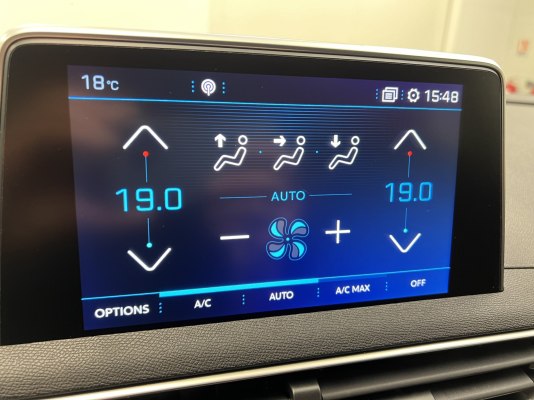 18°C
15:48
19.0
19.0
AUTO
OPTIONS
A/C
AUTO
A/C MAX
OFF